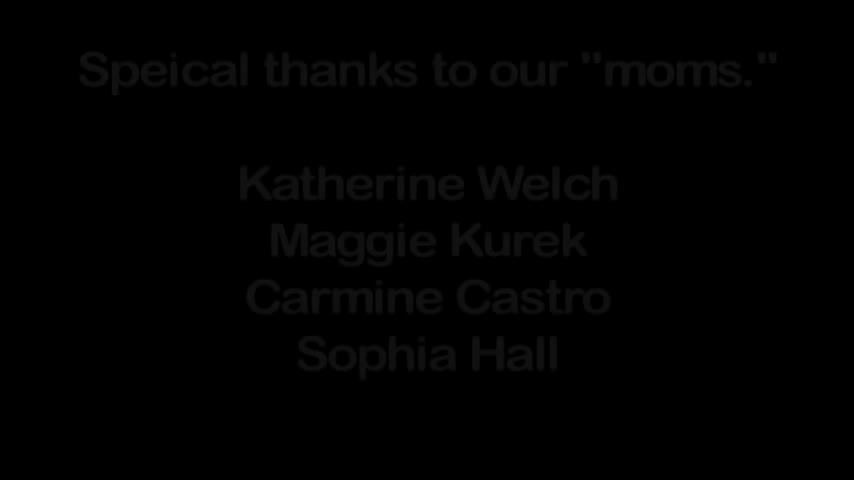 Speical thanks to our "moms."
Katherine Welch
Maggie Kurek
Carmine Castro
Sophia Hall